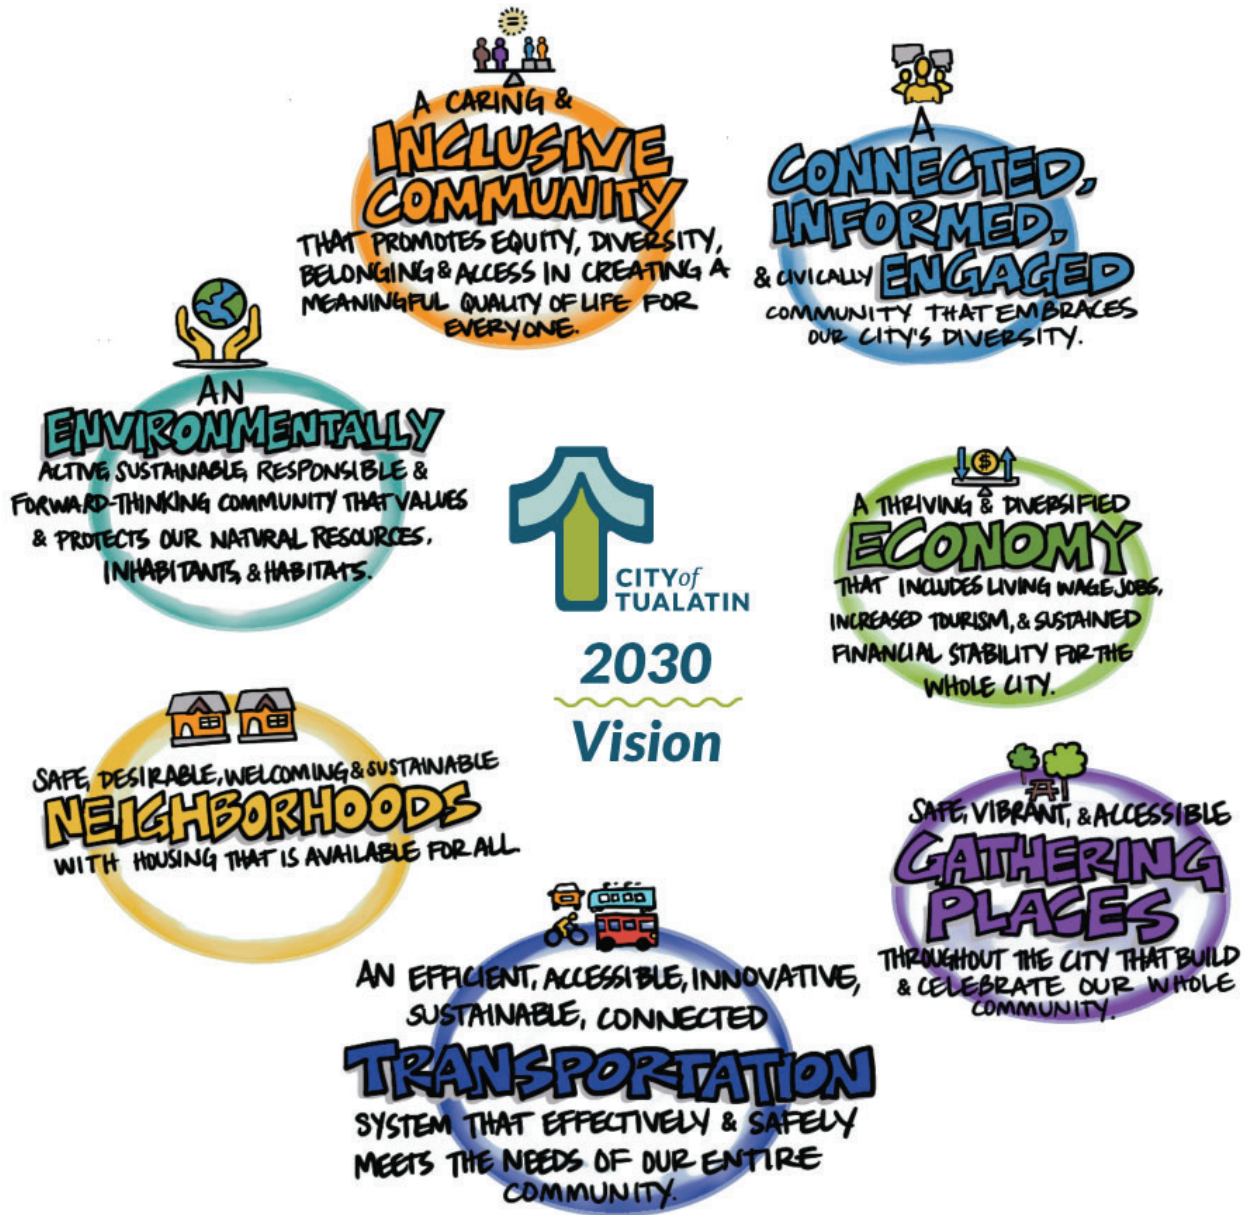 A CARING &
INCLUSIVE
COMMUNITY
THAT PROMOTES EQUITY, DIVERSITY,
BELONGING & ACCESS IN CREATING A
MEANINGFUL QUALITY OF LIFE FOR
EVERYONE.
A
CONNECTED,
INFORMED,
& CIVICALLY ENGAGED
COMMUNITY THAT EMBRACES
OUR CITY'S DIVERSITY.
AN
ENVIRONMENTALLY
ACTIVE, SUSTAINABLE, RESPONSIBLE &
FORWARD-THINKING COMMUNITY THAT VALUES
& PROTECTS OUR NATURAL RESOURCES,
INHABITANTS, & HABITATS.
CITY of
TUALATIN
2030
Vision
$
A THRIVING & DIVERSIFIED
ECONOMY
THAT INCLUDES LIVING WAGE JOBS,
INCREASED TOURISM, & SUSTAINED
FINANCIAL STABILITY FOR THE
WHOLE CITY.
SAFE, DESIRABLE, WELCOMING & SUSTAINABLE
NEIGHBORHOODS
WITH HOUSING THAT IS AVAILABLE FOR ALL.
SAFE, VIBRANT, & ACCESSIBLE
GATHERING
PLACES
THROUGHOUT THE CITY THAT BUILD
& CELEBRATE OUR WHOLE
COMMUNITY.
AN EFFICIENT, ACCESSIBLE, INNOVATIVE,
SUSTAINABLE, CONNECTED
TRANSPORTATION
SYSTEM THAT EFFECTIVELY & SAFELY
MEETS THE NEEDS OF OUR ENTIRE
COMMUNITY.